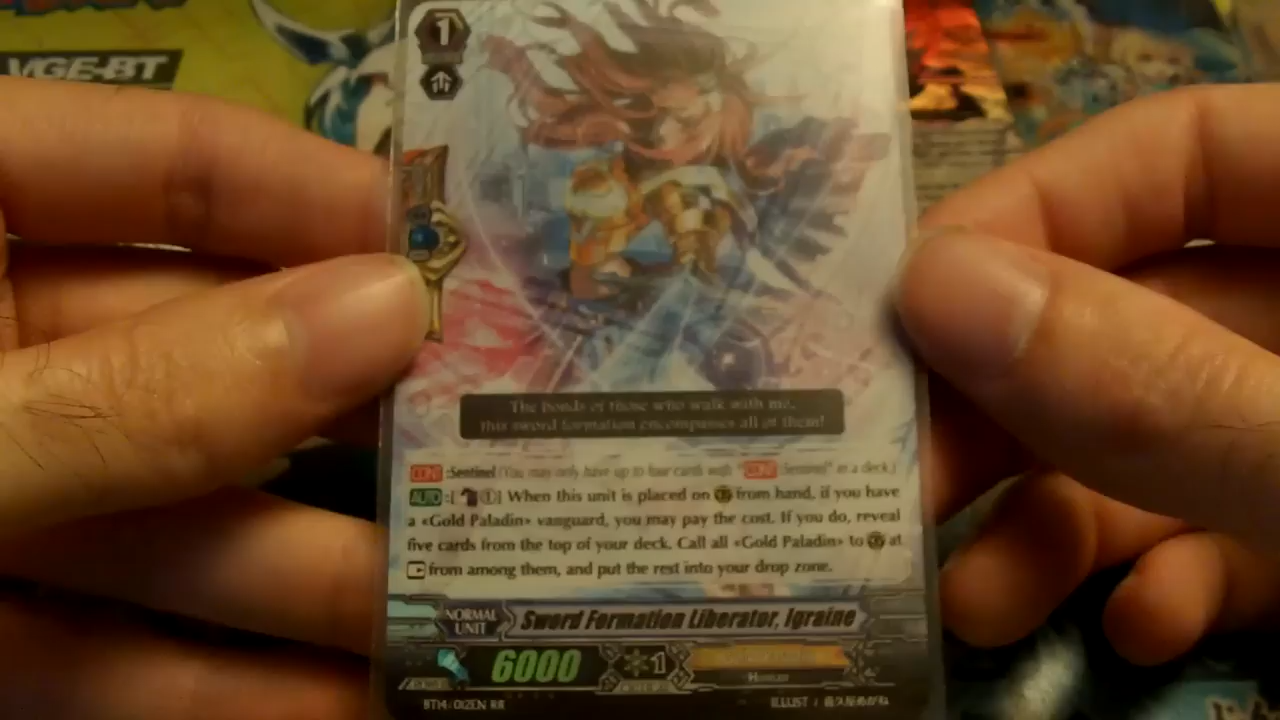 VGE-BT
1
The bonds of those who walk with me,
this sword formation encompasses all of them!
CONT :Sentinel (You may only have up to four cards with "CONT Sentinel" in a deck.)
AUTO :[ ①] When this unit is placed on from hand, if you have
a «Gold Paladin» vanguard, you may pay the cost. If you do, reveal
five cards from the top of your deck. Call all «Gold Paladin» to at
from among them, and put the rest into your drop zone.
NORMAL
UNIT
Sword Formation Liberator, Igraine
POWER 6000 1
CRITICAL
Human
BT14/012EN RR ILLUST /